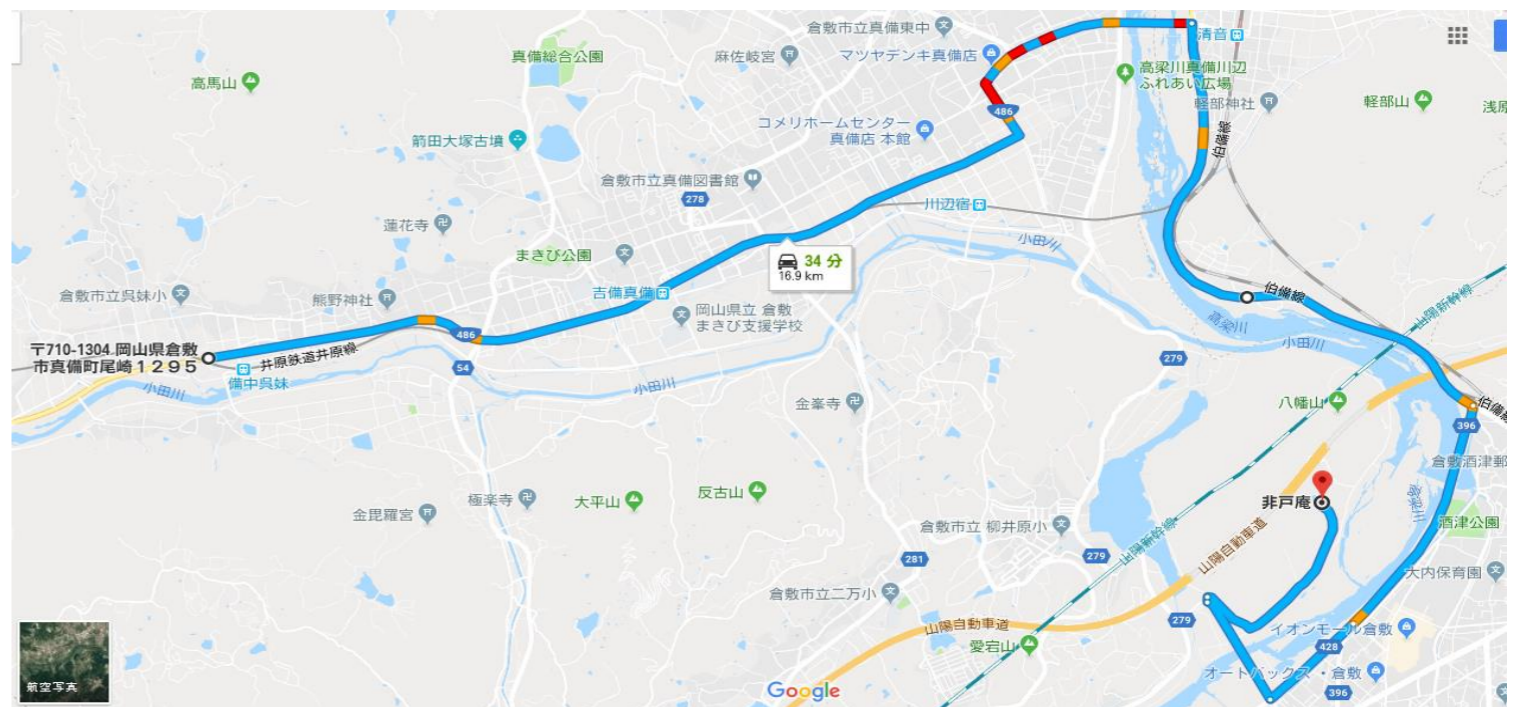 倉敷市立真備東中
清音
真備総合公園
麻佐岐宮
マツヤデンキ真備店
高馬山
高梁川真備川辺
ふれあい広場
軽部神社
軽部山
浅原
486
コメリホームセンター
真備店 本館
箭田大塚古墳
伯備線
倉敷市立真備図書館
278
川辺宿
蓮花寺
小田川
まきび公園
34 分
16.9 km
倉敷市立呉妹小
熊野神社
吉備真備
岡山県立 倉敷
まきび支援学校
伯備線
山陽新幹線
高梁川
小田川
486
〒710-1304 岡山県倉敷
市真備町尾崎1295
井原鉄道井原線
備中呉妹
54
279
小田川
小田川
金峯寺
八幡山
伯備線
396
倉敷酒津郵
極楽寺
大平山
反古山
非戸庵
金毘羅宮
倉敷市立 柳井原小
山陽新幹線
山陽自動車道
高梁川
酒津公園
281
279
大内保育園
倉敷市立二万小
山陽自動車道
279
愛宕山
イオンモール倉敷
428
オートバックス・倉敷
396
航空写真
Google